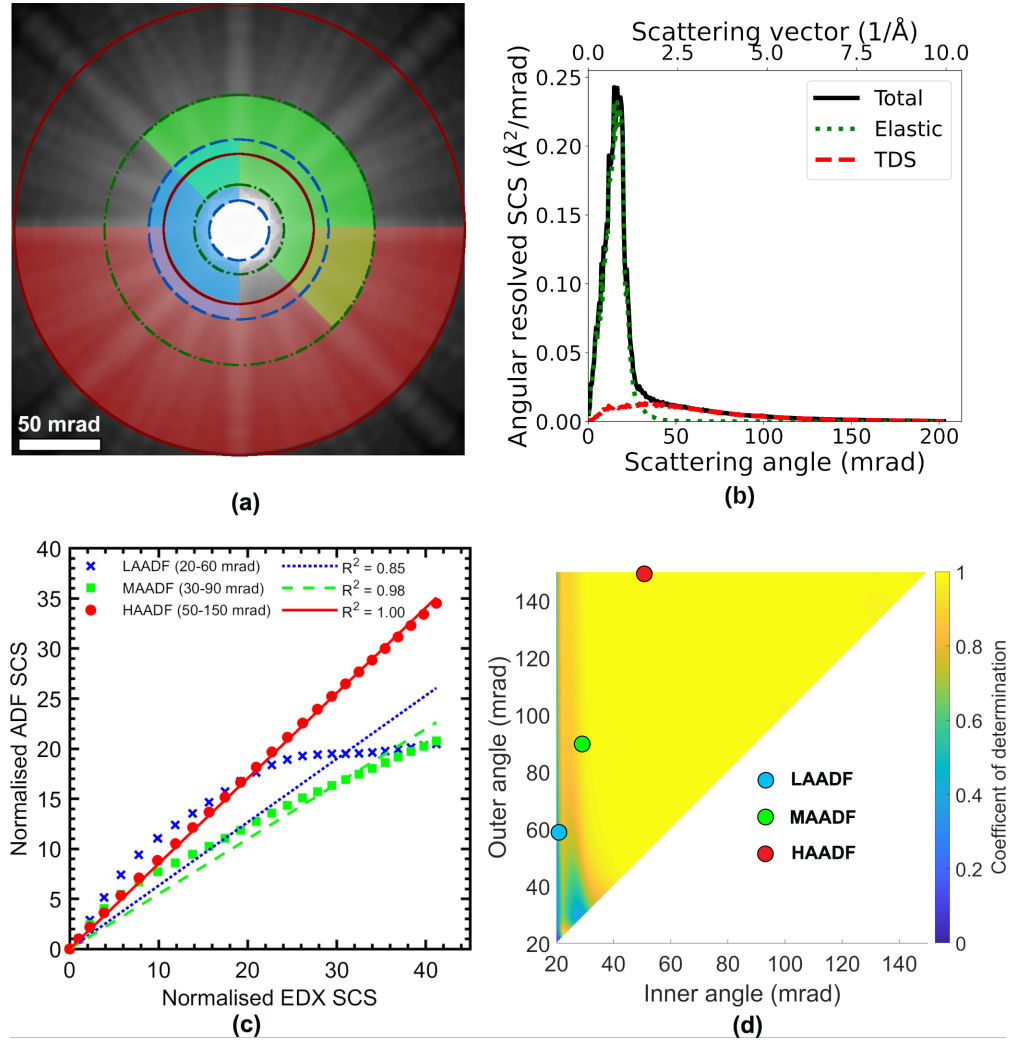 50 mrad
(a)
Scattering vector (1/Å)
0.0 2.5 5.0 7.5 10.0
Angular resolved SCS (Å²/mrad)
0.25
0.20
0.15
0.10
0.05
0.00
Total
Elastic
TDS
0 50 100 150 200
Scattering angle (mrad)
(b)
Normalised ADF SCS
40
35
30
25
20
15
10
5
0
LAADF (20-60 mrad) R² = 0.85
MAADF (30-90 mrad) R² = 0.98
HAADF (50-150 mrad) R² = 1.00
0 10 20 30 40
Normalised EDX SCS
(c)
Outer angle (mrad)
140
120
100
80
60
40
20
LAADF
MAADF
HAADF
20 40 60 80 100 120 140
Inner angle (mrad)
1
0.8
0.6
0.4
0.2
0
Coefficent of determination
(d)